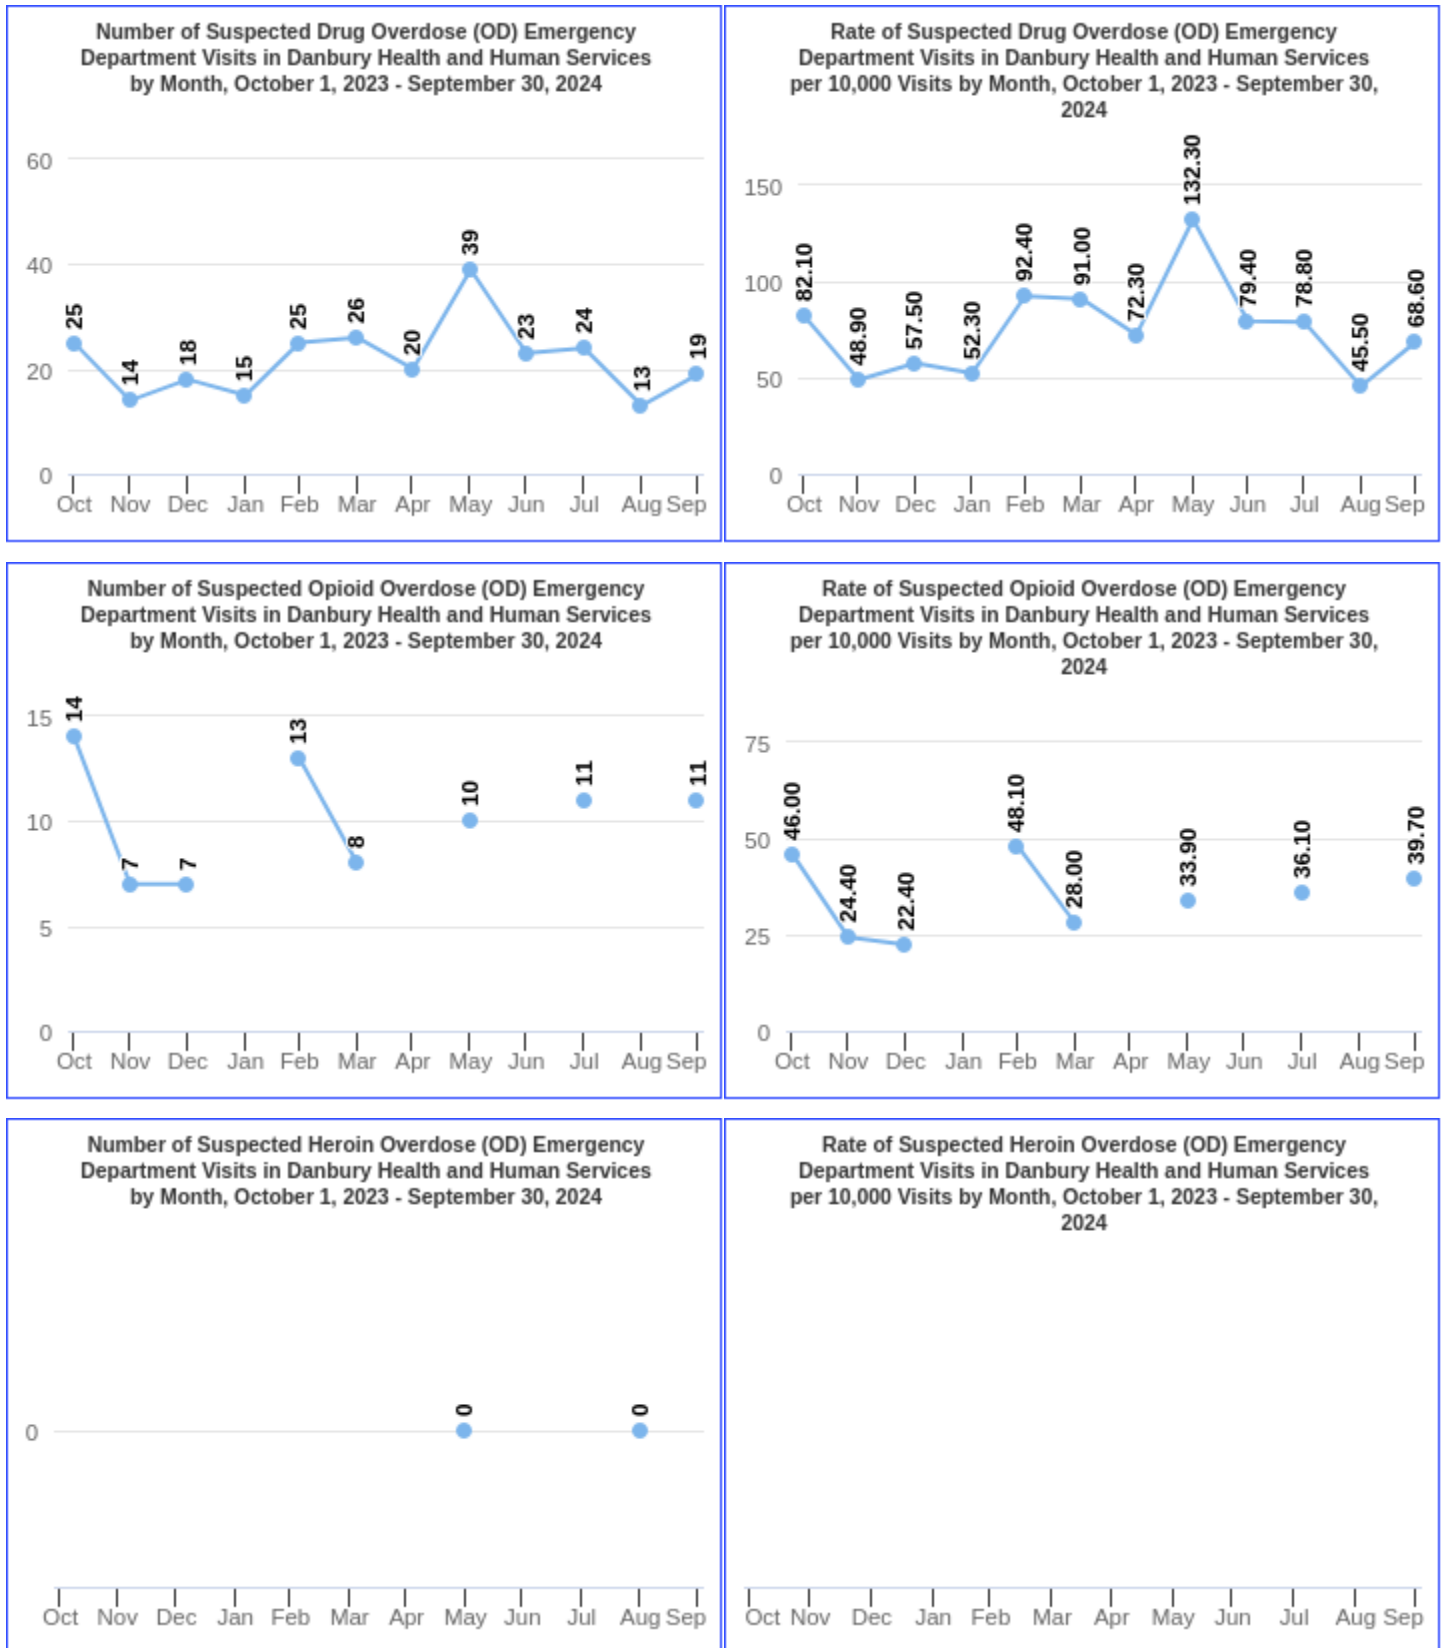 Number of Suspected Drug Overdose (OD) Emergency
Department Visits in Danbury Health and Human Services
by Month, October 1, 2023 - September 30, 2024
60
40
20
0
25
14
18
15
25
26
20
39
23
24
13
19
Oct Nov Dec Jan Feb Mar Apr May Jun Jul Aug Sep
Rate of Suspected Drug Overdose (OD) Emergency
Department Visits in Danbury Health and Human Services
per 10,000 Visits by Month, October 1, 2023 - September 30,
2024
150
100
50
0
82.10
48.90
57.50
52.30
92.40
91.00
72.30
132.30
79.40
78.80
45.50
68.60
Oct Nov Dec Jan Feb Mar Apr May Jun Jul Aug Sep
Number of Suspected Opioid Overdose (OD) Emergency
Department Visits in Danbury Health and Human Services
by Month, October 1, 2023 - September 30, 2024
15
10
5
0
14
7
7
13
8
10
11
11
Oct Nov Dec Jan Feb Mar Apr May Jun Jul Aug Sep
Rate of Suspected Opioid Overdose (OD) Emergency
Department Visits in Danbury Health and Human Services
per 10,000 Visits by Month, October 1, 2023 - September 30,
2024
75
50
25
0
46.00
24.40
22.40
48.10
28.00
33.90
36.10
39.70
Oct Nov Dec Jan Feb Mar Apr May Jun Jul Aug Sep
Number of Suspected Heroin Overdose (OD) Emergency
Department Visits in Danbury Health and Human Services
by Month, October 1, 2023 - September 30, 2024
0
0
0
Oct Nov Dec Jan Feb Mar Apr May Jun Jul Aug Sep
Rate of Suspected Heroin Overdose (OD) Emergency
Department Visits in Danbury Health and Human Services
per 10,000 Visits by Month, October 1, 2023 - September 30,
2024
Oct Nov Dec Jan Feb Mar Apr May Jun Jul Aug Sep